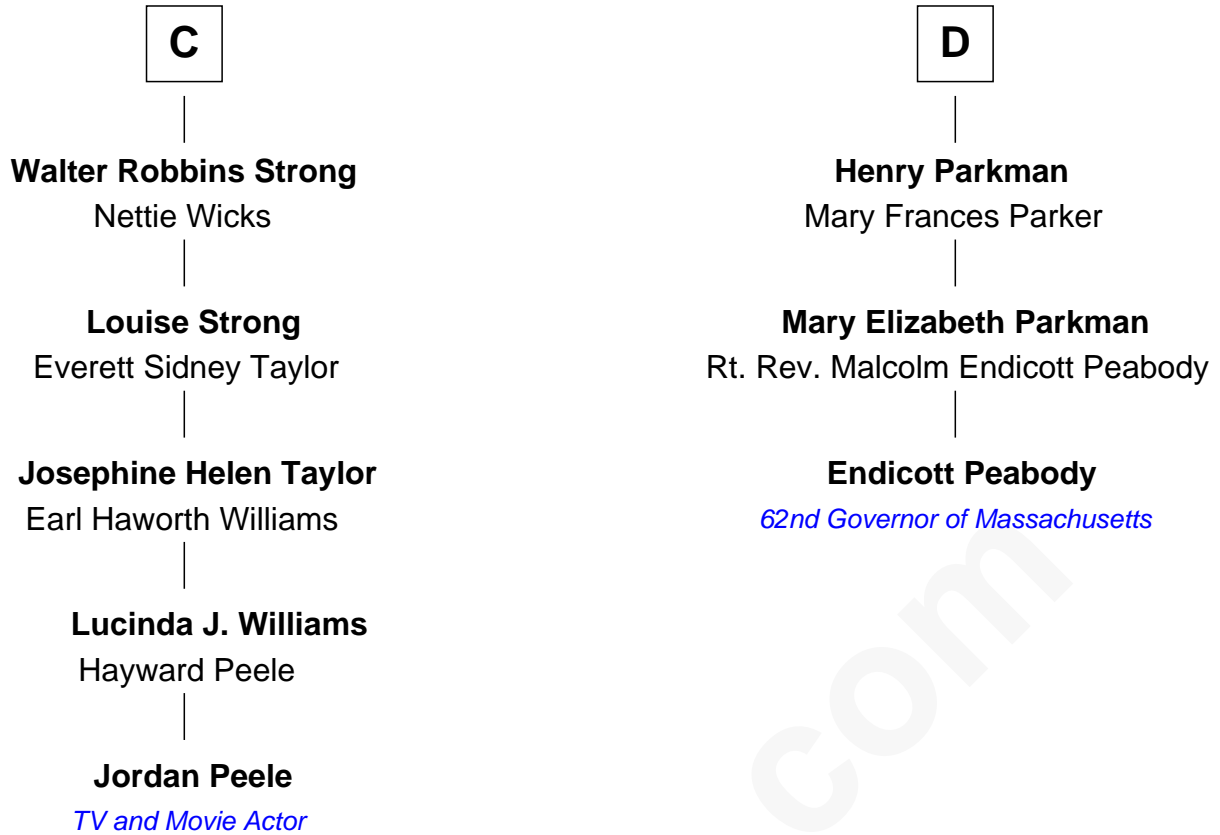 C
Walter Robbins Strong
Nettie Wicks
Louise Strong
Everett Sidney Taylor
Josephine Helen Taylor
Earl Haworth Williams
Lucinda J. Williams
Hayward Peele
Jordan Peele
TV and Movie Actor
D
Henry Parkman
Mary Frances Parker
Mary Elizabeth Parkman
Rt. Rev. Malcolm Endicott Peabody
Endicott Peabody
62nd Governor of Massachusetts
com